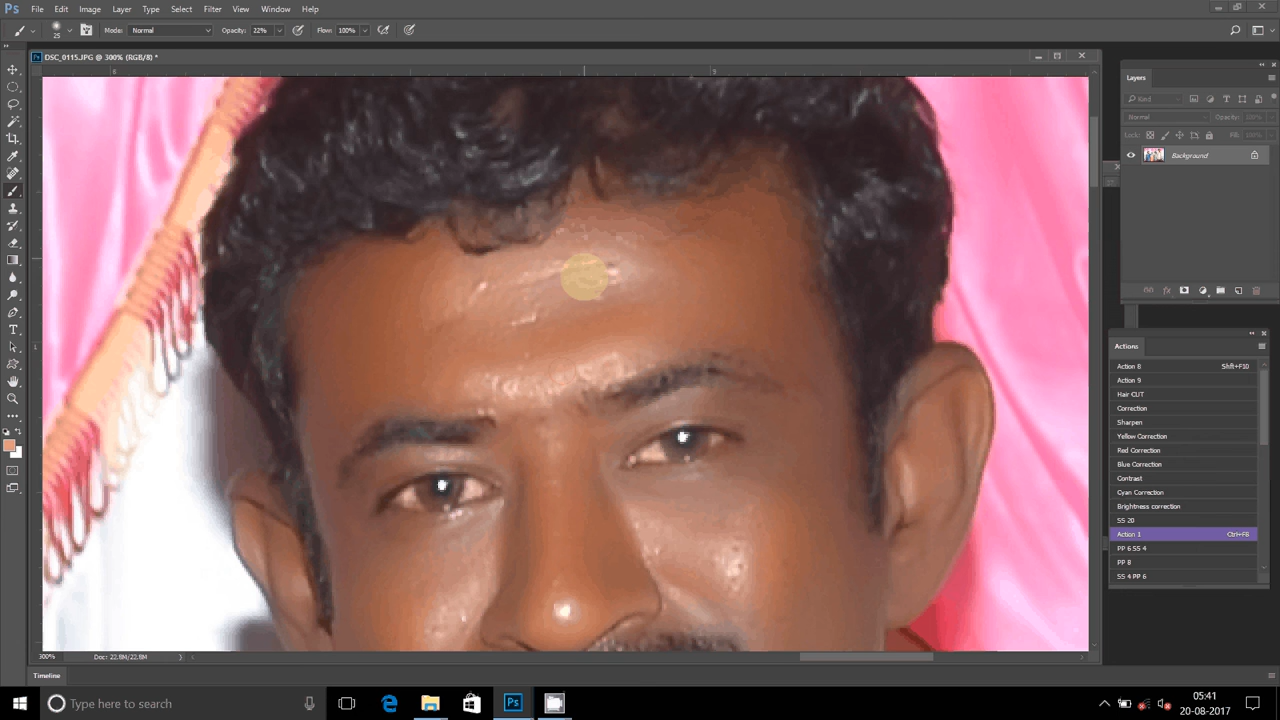 Ps File Edit Image Layer Type Select Filter View Window Help
25 Mode: Normal Opacity: 22% Flow: 100%
DSC_0115.JPG @ 300% (RGB/8) *
Layers
Kind
Normal Opacity: 100%
Lock: Fill: 100%
Background
Actions
Action 8 Shft+F10
Action 9
Hair CUT
Correction
Sharpen
Yellow Correction
Red Correction
Blue Correction
Contrast
Cyan Correction
Brightness correction
SS 20
Action 1 Ctrl+F8
PP 6 SS 4
PP 8
SS 4 PP 6
300% Doc: 22.8M/22.8M
Timeline
Type here to search
05:41
20-08-2017